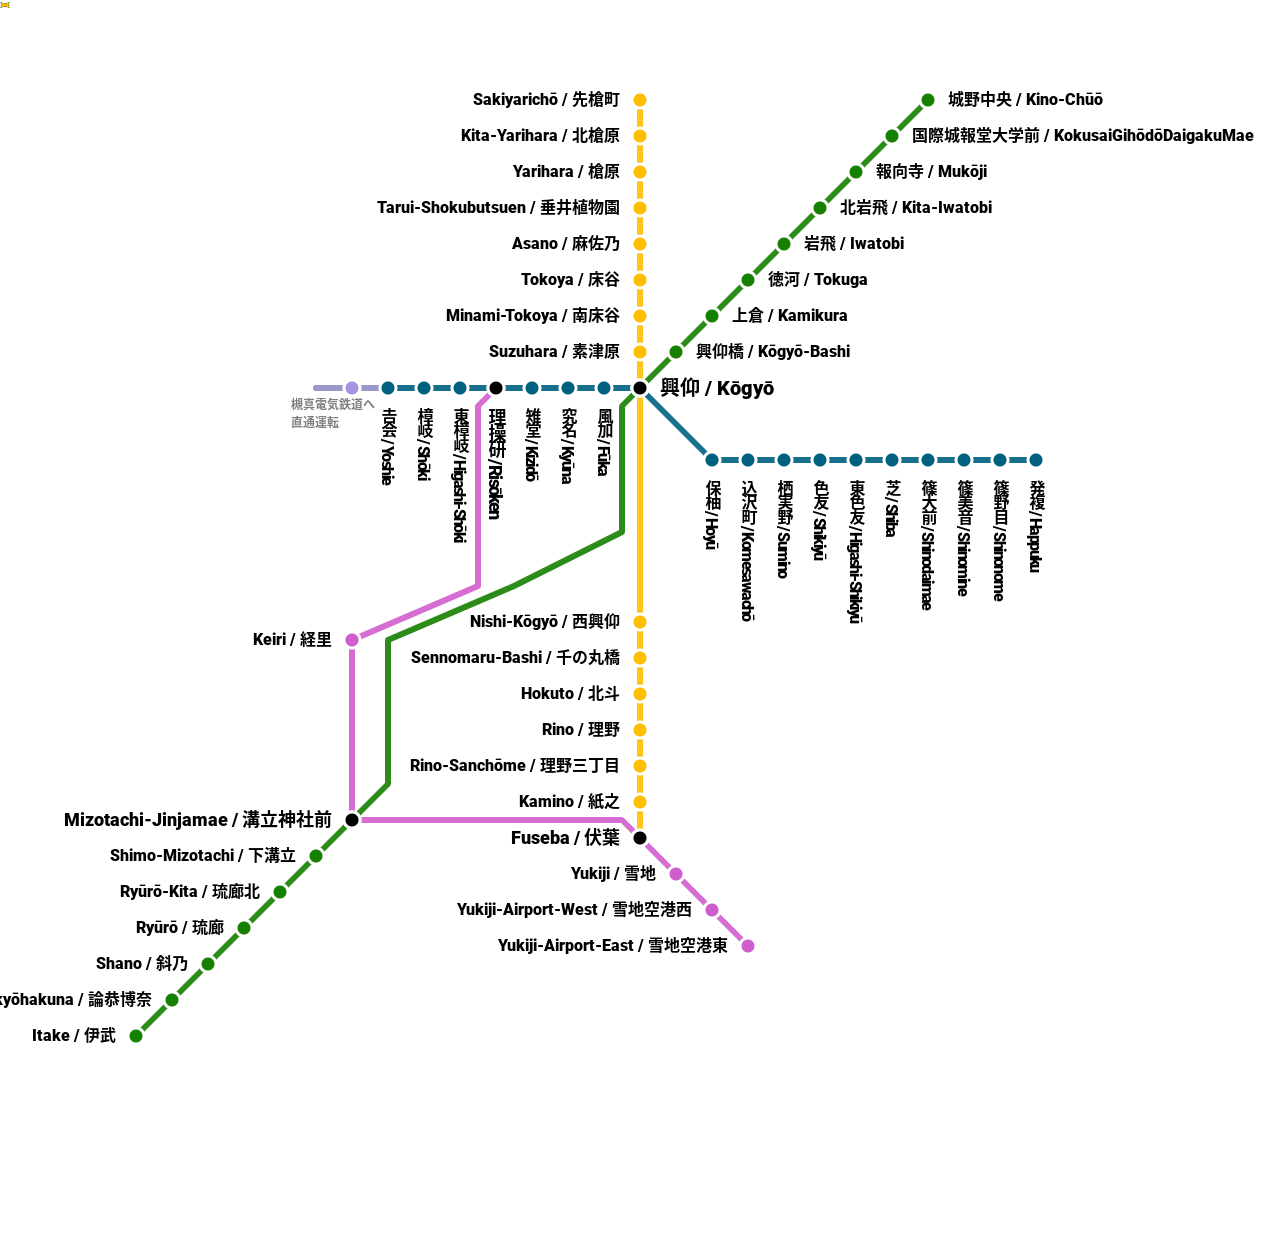 Sakiyarichō / 先槍町
城野中央 / Kino-Chūō
Kita-Yarihara / 北槍原
国際城報堂大学前 / KokusaiGihōdōDaigakuMae
Yarihara / 槍原
報向寺 / Mukōji
Tarui-Shokubutsuen / 垂井植物園
北岩飛 / Kita-Iwatobi
Asano / 麻佐乃
岩飛 / Iwatobi
Tokoya / 床谷
徳河 / Tokuga
Minami-Tokoya / 南床谷
上倉 / Kamikura
Suzuhara / 素津原
興仰橋 / Kōgyō-Bashi
興仰 / Kōgyō
槻真電気鉄道へ
直通運転
吉会 / Yoshie
樟岐 / Shōki
東樟岐 / Higashi-Shōki
理操研 / Risōken
雉堂 / Kizidō
究名 / Kyūna
風加 / Fūka
保柚 / Hoyū
込沢町 / Komesawachō
栖実野 / Sumino
色友 / Shikiyū
東色友 / Higashi-Shikiyū
芝 / Shiba
篠大前 / Shinodaimae
篠美音 / Shinomine
篠野目 / Shinonome
発複 / Happuku
Nishi-Kōgyō / 西興仰
Keiri / 経里
Sennomaru-Bashi / 千の丸橋
Hokuto / 北斗
Rino / 理野
Rino-Sanchōme / 理野三丁目
Kamino / 紙之
Mizotachi-Jinjamae / 溝立神社前
Fuseba / 伏葉
Shimo-Mizotachi / 下溝立
Yukiji / 雪地
Ryūrō-Kita / 琉廊北
Yukiji-Airport-West / 雪地空港西
Ryūrō / 琉廊
Yukiji-Airport-East / 雪地空港東
Shano / 斜乃
kyōhakuna / 論恭博奈
Itake / 伊武